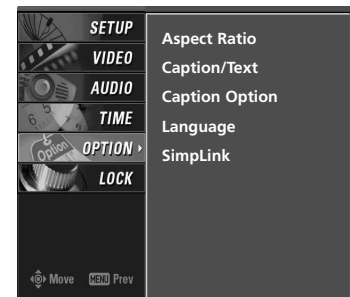 SETUP
VIDEO
AUDIO
TIME
OPTION
LOCK
Move MENU Prev
Aspect Ratio
Caption/Text
Caption Option
Language
SimpLink